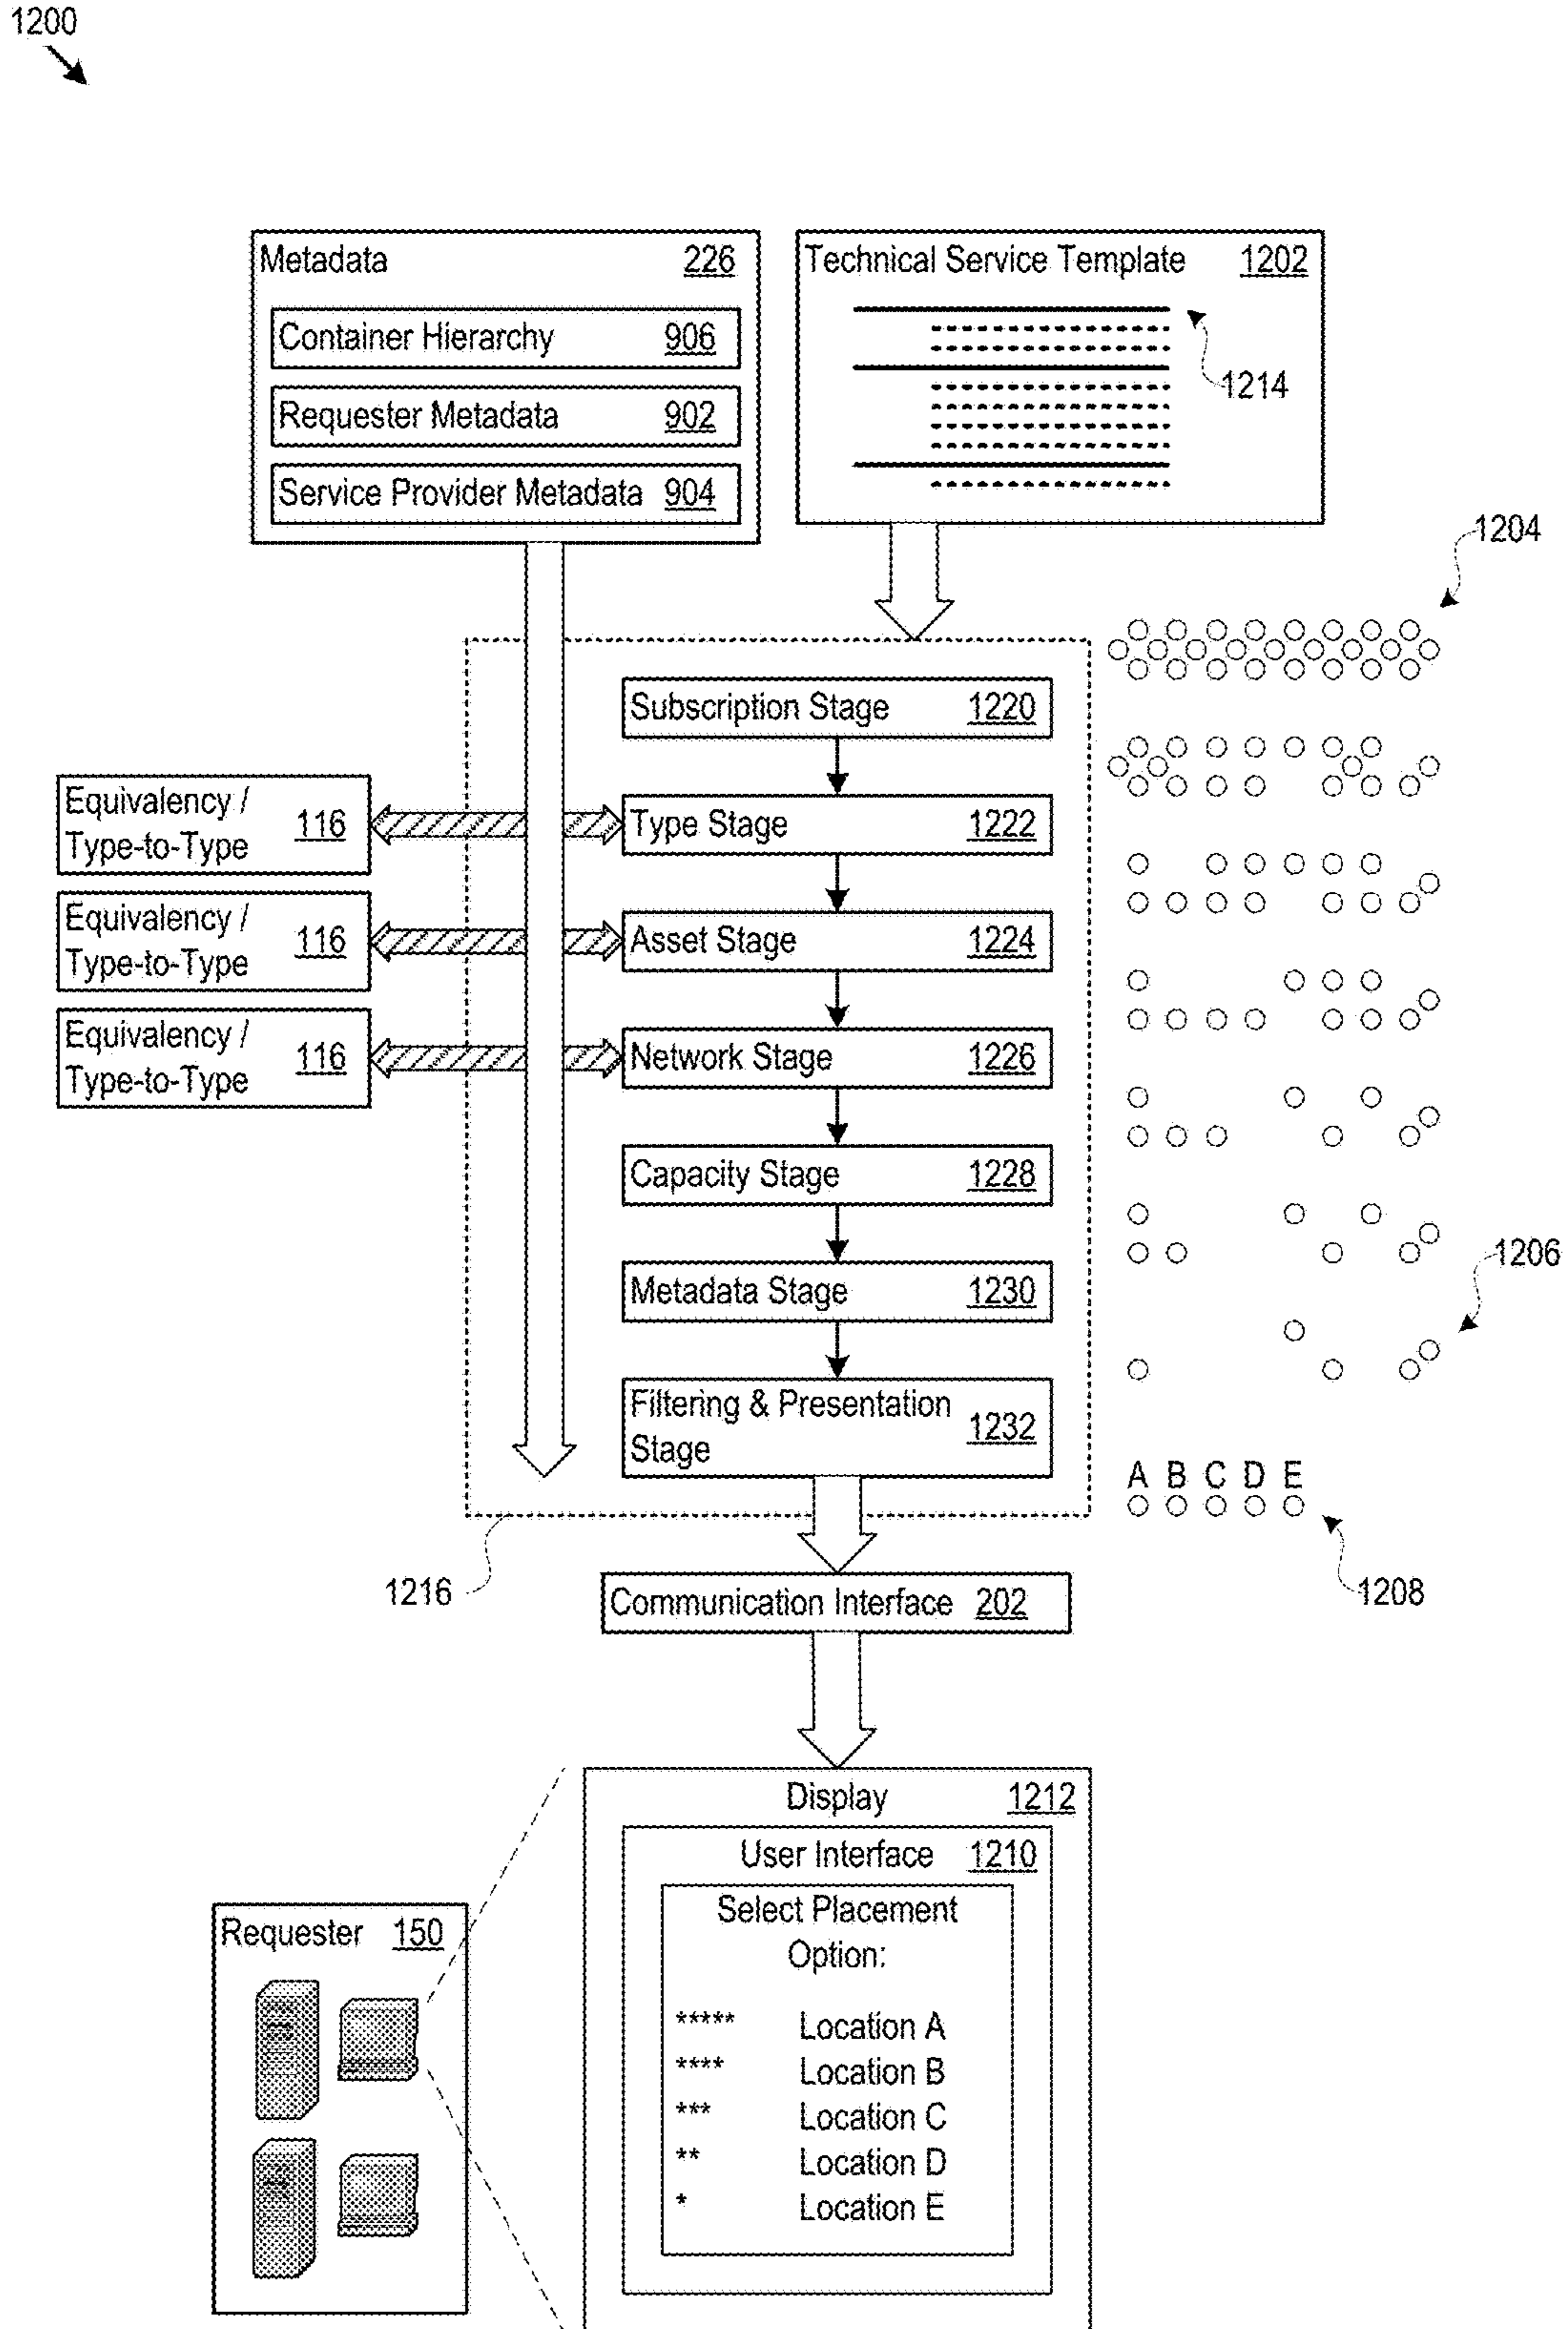 1200
Metadata 226
Container Hierarchy 906
Requester Metadata 902
Service Provider Metadata 904
Technical Service Template 1202
1214
1204
Subscription Stage 1220
Equivalency /
Type-to-Type 116
Type Stage 1222
Equivalency /
Type-to-Type 116
Asset Stage 1224
Equivalency /
Type-to-Type 116
Network Stage 1226
Capacity Stage 1228
Metadata Stage 1230
1206
Filtering & Presentation
Stage 1232
A B C D E
1216
1208
Communication Interface 202
Display 1212
User Interface 1210
Select Placement
Option:
***** Location A
**** Location B
*** Location C
** Location D
* Location E
Requester 150